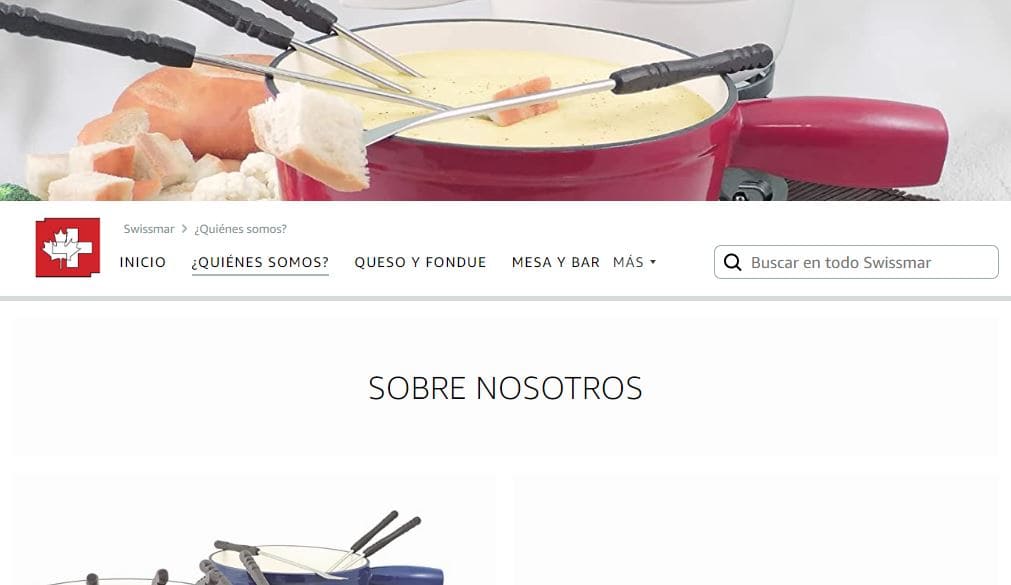 Swissmar > ¿Quiénes somos?
INICIO ¿QUIÉNES SOMOS? QUESO Y FONDUE MESA Y BAR MÁS
Buscar en todo Swissmar
SOBRE NOSOTROS